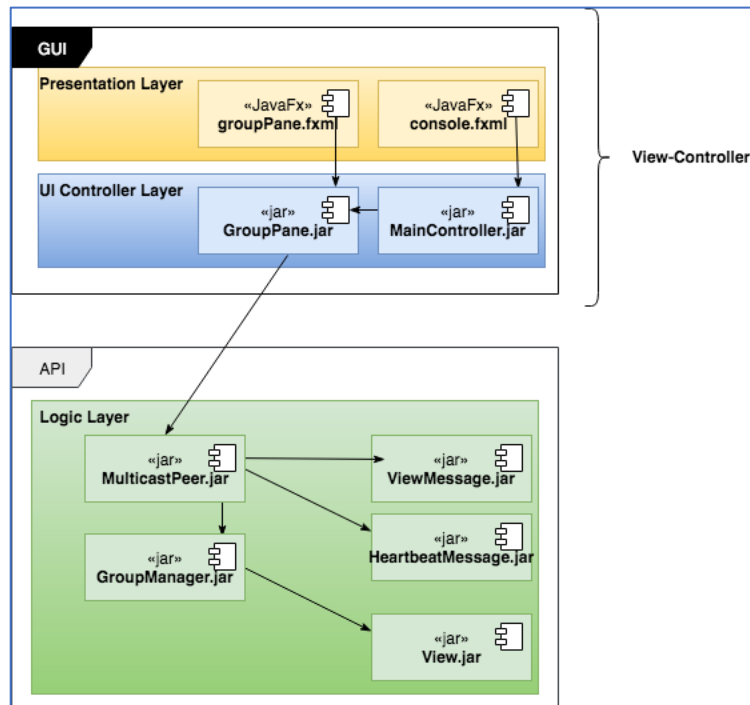 GUI
Presentation Layer
«JavaFx»
groupPane.fxml
«JavaFx»
console.fxml
View-Controller
UI Controller Layer
«jar»
GroupPane.jar
«jar»
MainController.jar
API
Logic Layer
«jar»
MulticastPeer.jar
«jar»
ViewMessage.jar
«jar»
GroupManager.jar
«jar»
HeartbeatMessage.jar
«jar»
View.jar